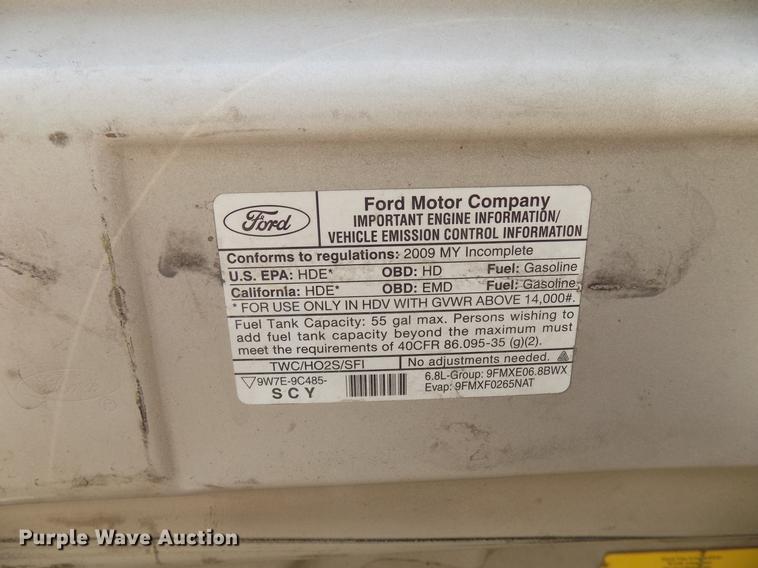 Ford
Ford Motor Company
IMPORTANT ENGINE INFORMATION/
VEHICLE EMISSION CONTROL INFORMATION
Conforms to regulations: 2009 MY Incomplete
U.S. EPA: HDE* OBD: HD Fuel: Gasoline
California: HDE* OBD: EMD Fuel: Gasoline
* FOR USE ONLY IN HDV WITH GVWR ABOVE 14,000#.
Fuel Tank Capacity: 55 gal max. Persons wishing to
add fuel tank capacity beyond the maximum must
meet the requirements of 40CFR 86.095-35 (g)(2).
TWC/HO2S/SFI No adjustments needed.
9W7E-9C485-
SCY
6.8L-Group: 9FMXE06.8BWX
Evap: 9FMXF0265NAT
Purple Wave Auction